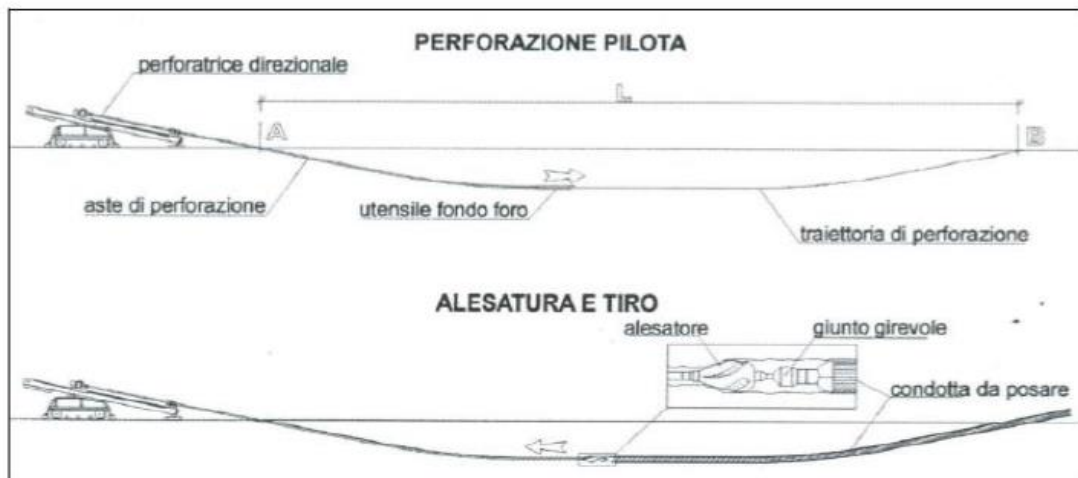 PERFORAZIONE PILOTA
perforatrice direzionale
L
A
B
aste di perforazione
utensile fondo foro
traiettoria di perforazione
ALESATURA E TIRO
alesatore
giunto girevole
condotta da posare